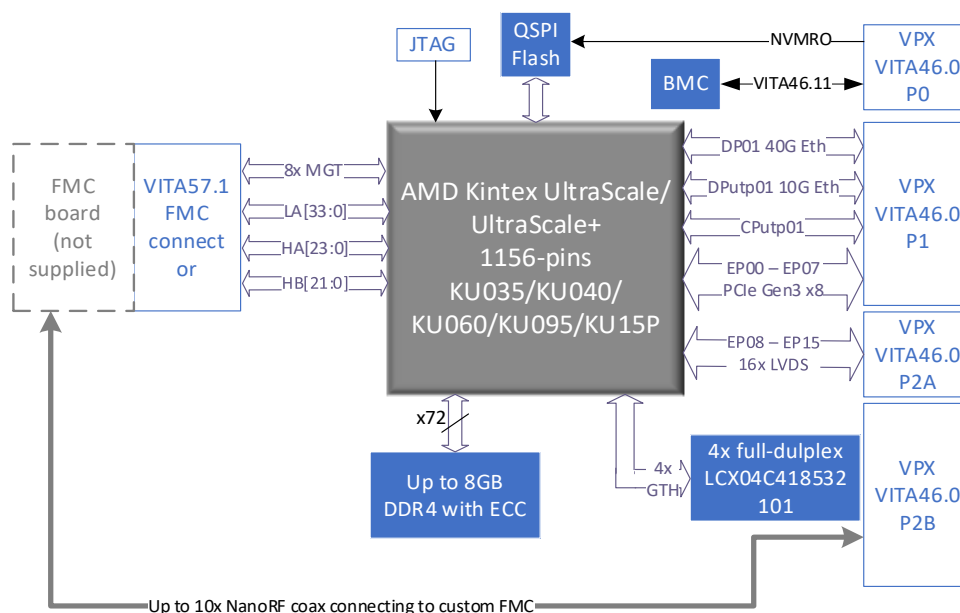 QSPI
Flash
JTAG
NVMRO
VPX
VITA46.0
P0
BMC
VITA46.11
FMC
board
(not
supplied)
VITA57.1
FMC
connect
or
8x MGT
LA[33:0]
HA[23:0]
HB[21:0]
AMD Kintex UltraScale/
UltraScale+
1156-pins
KU035/KU040/
KU060/KU095/KU15P
DP01 40G Eth
DPutp01 10G Eth
CPutp01
EP00 – EP07
PCIe Gen3 x8
VPX
VITA46.0
P1
EP08 – EP15
16x LVDS
VPX
VITA46.0
P2A
x72
Up to 8GB
DDR4 with ECC
4x
GTH
4x full-dulplex
LCX04C418532
101
VPX
VITA46.0
P2B
Up to 10x NanoRF coax connecting to custom FMC